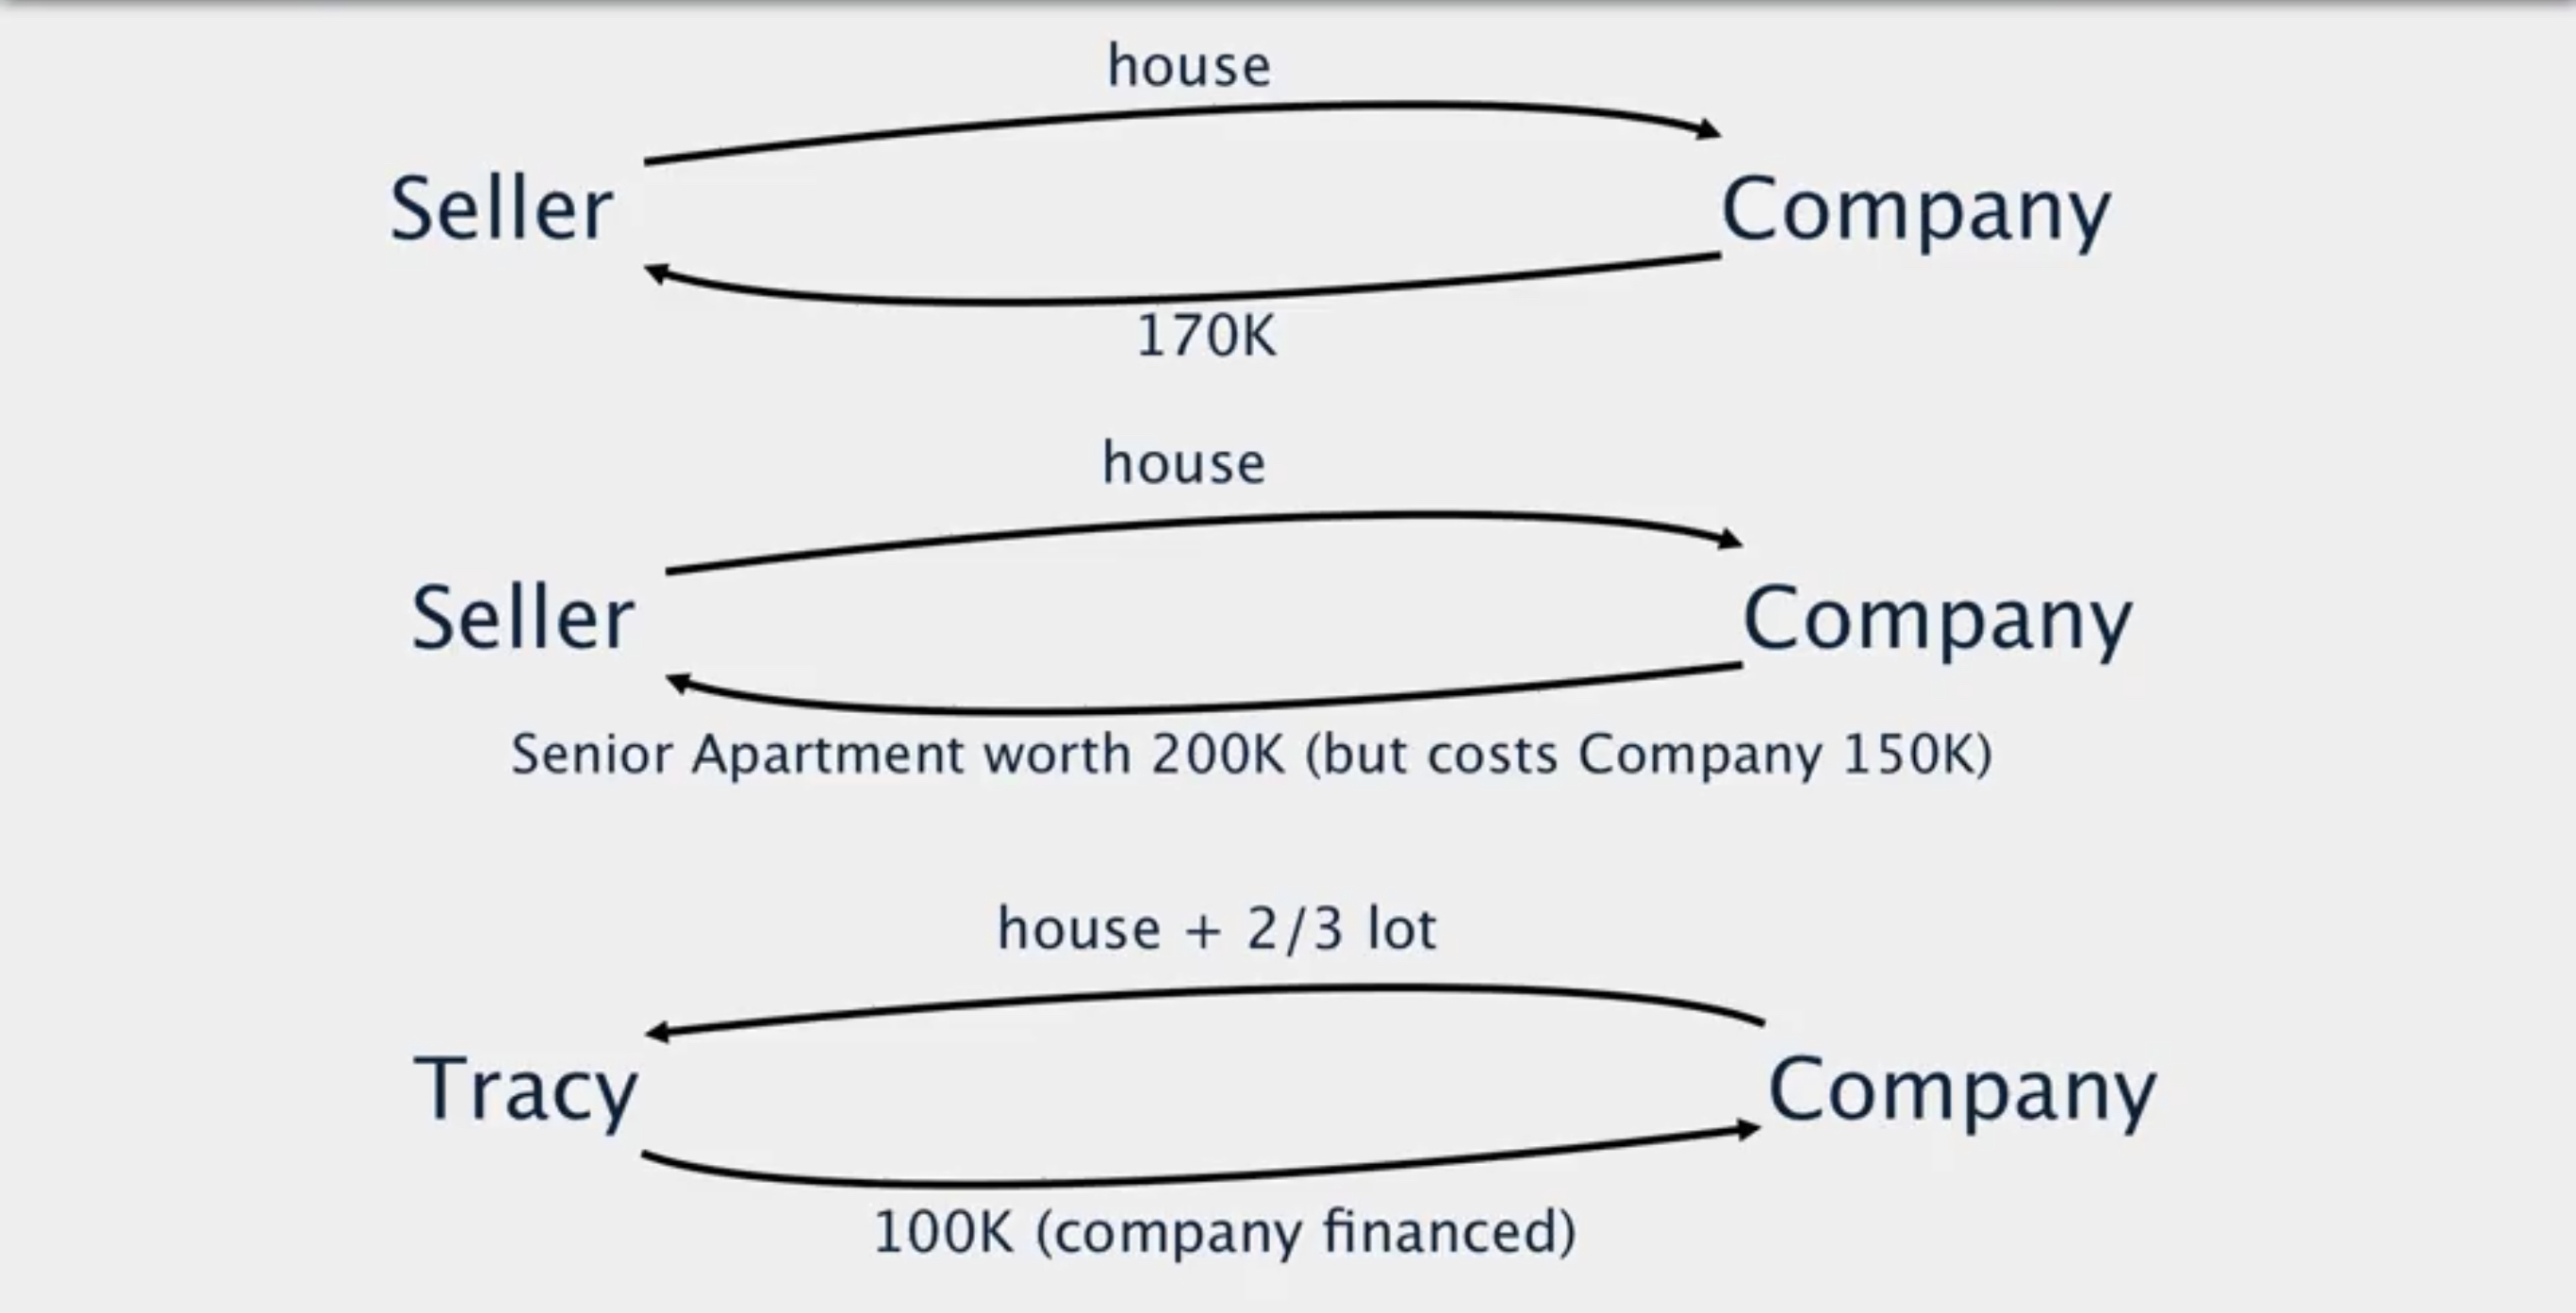 house
Seller
Company
170K
house
Seller
Company
Senior Apartment worth 200K (but costs Company 150K)
house + 2/3 lot
Tracy
Company
100K (company financed)